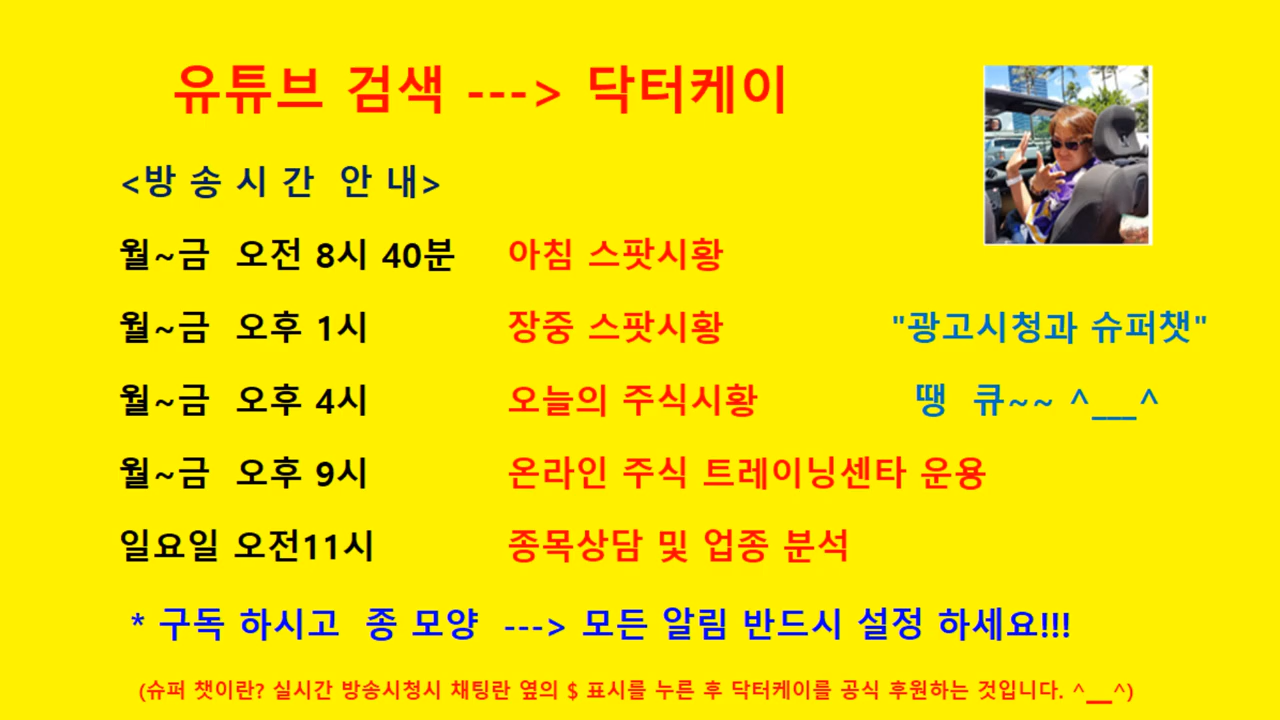 유튜브 검색 ---> 닥터케이
<방 송 시 간 안 내>
월~금 오전 8시 40분 아침 스팟시황
월~금 오후 1시 장중 스팟시황 "광고시청과 슈퍼챗"
월~금 오후 4시 오늘의 주식시황 땡 큐~~ ^___^
월~금 오후 9시 온라인 주식 트레이닝센타 운용
일요일 오전11시 종목상담 및 업종 분석
* 구독 하시고 종 모양 ---> 모든 알림 반드시 설정 하세요!!!
(슈퍼 챗이란? 실시간 방송시청시 채팅란 옆의 $ 표시를 누른 후 닥터케이를 공식 후원하는 것입니다. ^__^)